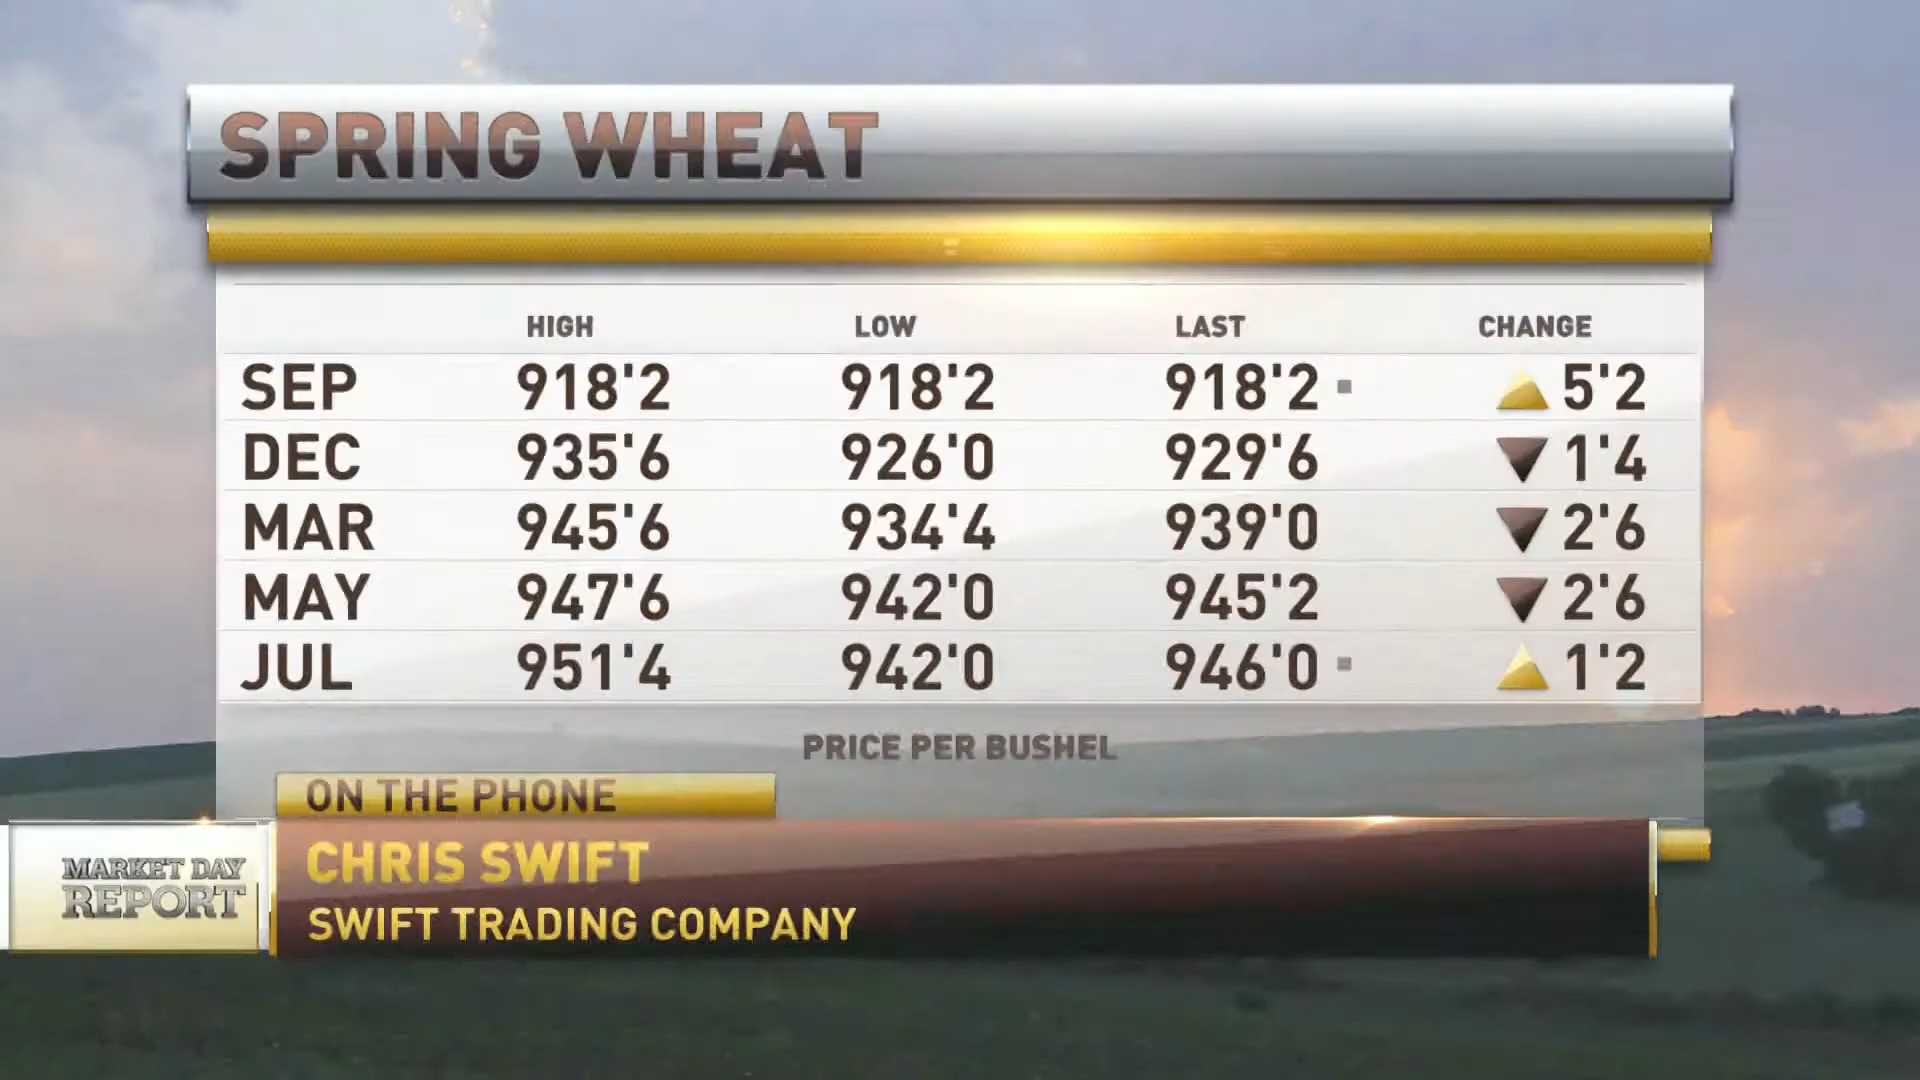 SPRING WHEAT
HIGH LOW LAST CHANGE
SEP 918'2 918'2 918'2 5'2
DEC 935'6 926'0 929'6 1'4
MAR 945'6 934'4 939'0 2'6
MAY 947'6 942'0 945'2 2'6
JUL 951'4 942'0 946'0 1'2
PRICE PER BUSHEL
ON THE PHONE
CHRIS SWIFT
SWIFT TRADING COMPANY
MARKET DAY
REPORT